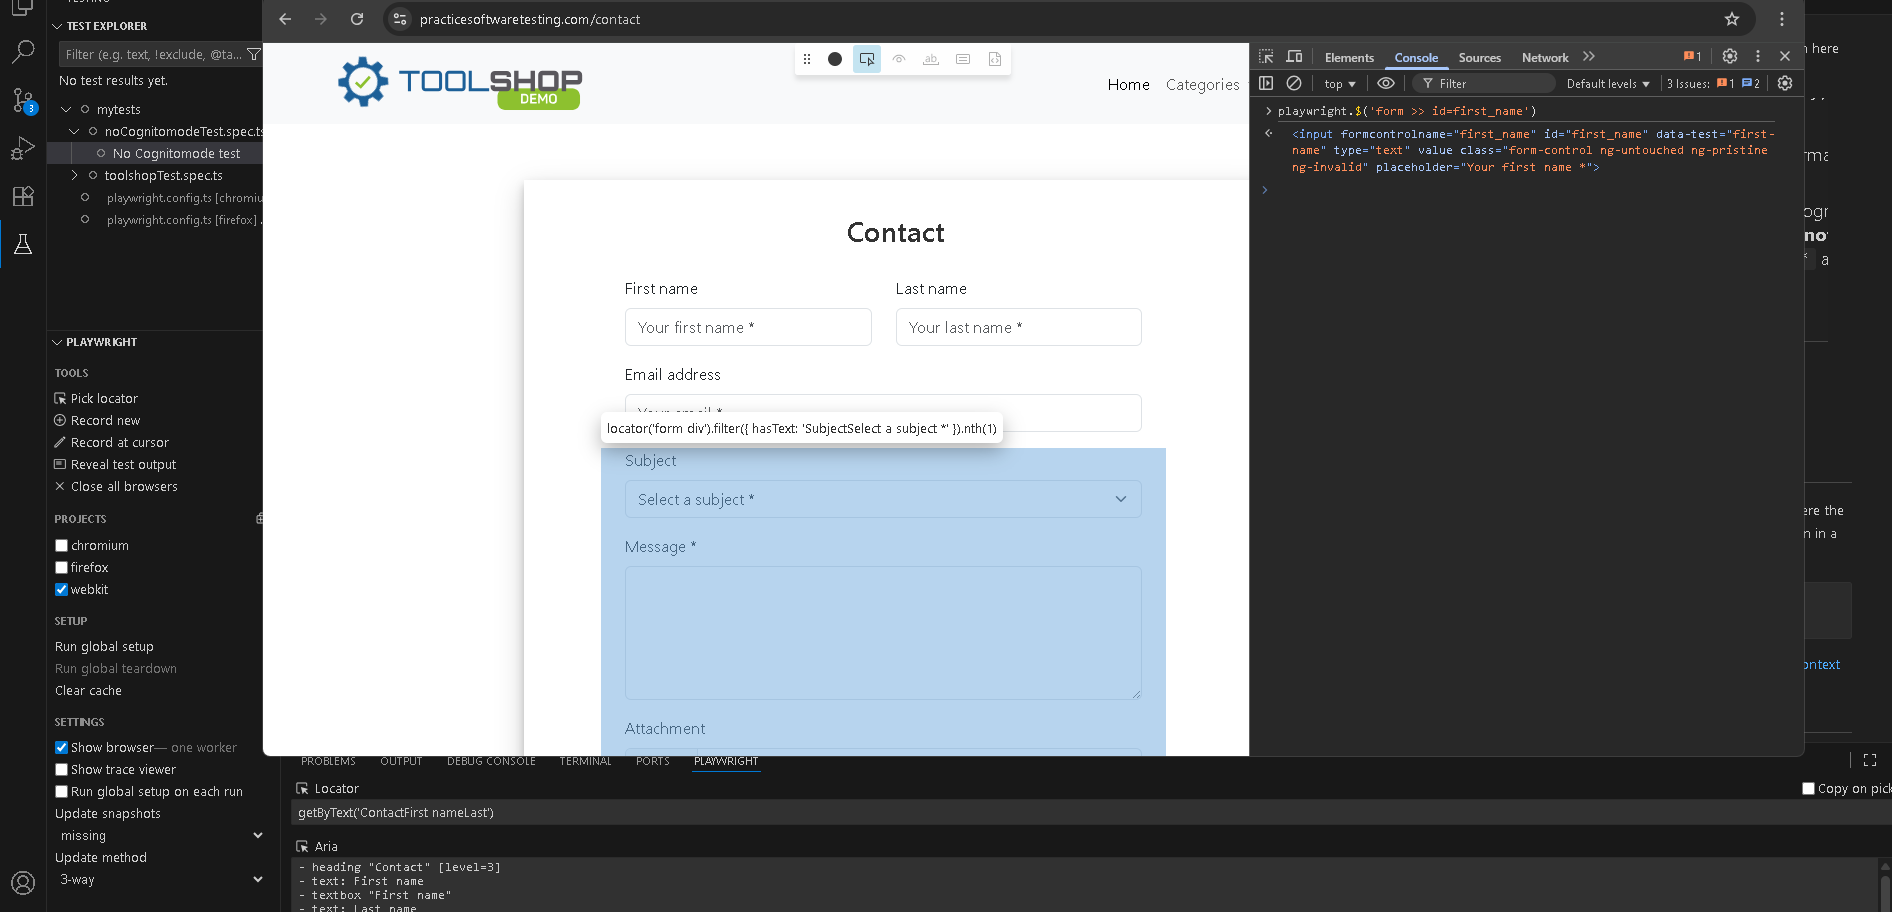 TEST EXPLORER
Filter (e.g. text, !exclude, @ta...
No test results yet.
mytests
noCognitomodeTest.spec.ts
No Cognitomode test
toolshopTest.spec.ts
playwright.config.ts [chromiu
playwright.config.ts [firefox] .
3
PLAYWRIGHT
TOOLS
Pick locator
Record new
Record at cursor
Reveal test output
Close all browsers
PROJECTS
chromium
firefox
webkit
SETUP
Run global setup
Run global teardown
Clear cache
SETTINGS
Show browser— one worker
Show trace viewer
Run global setup on each run
Update snapshots
missing
Update method
3-way
practicesoftwaretesting.com/contact
TOOLSHOP
DEMO
ab
Home Categories
Contact
First name Last name
Your first name * Your last name *
Email address
locator('form div').filter({ hasText: 'SubjectSelect a subject *' }).nth(1)
Subject
Select a subject *
Message *
Attachment
Elements Console Sources Network 1
top Filter Default levels 3 Issues: 1 2
playwright.$('form >> id=first_name')
<input formcontrolname="first_name" id="first_name" data-test="first-
name" type="text" value class="form-control ng-untouched ng-pristine
ng-invalid" placeholder="Your first name *">
here
rma
ogr
not
a
ere the
n in a
ontext
PROBLEMS OUTPUT DEBUG CONSOLE TERMINAL PORTS PLAYWRIGHT
Locator
Copy on pick
getByText('ContactFirst nameLast')
Aria
- heading "Contact" [level=3]
- text: First name
- textbox "First name"
- text: Last name